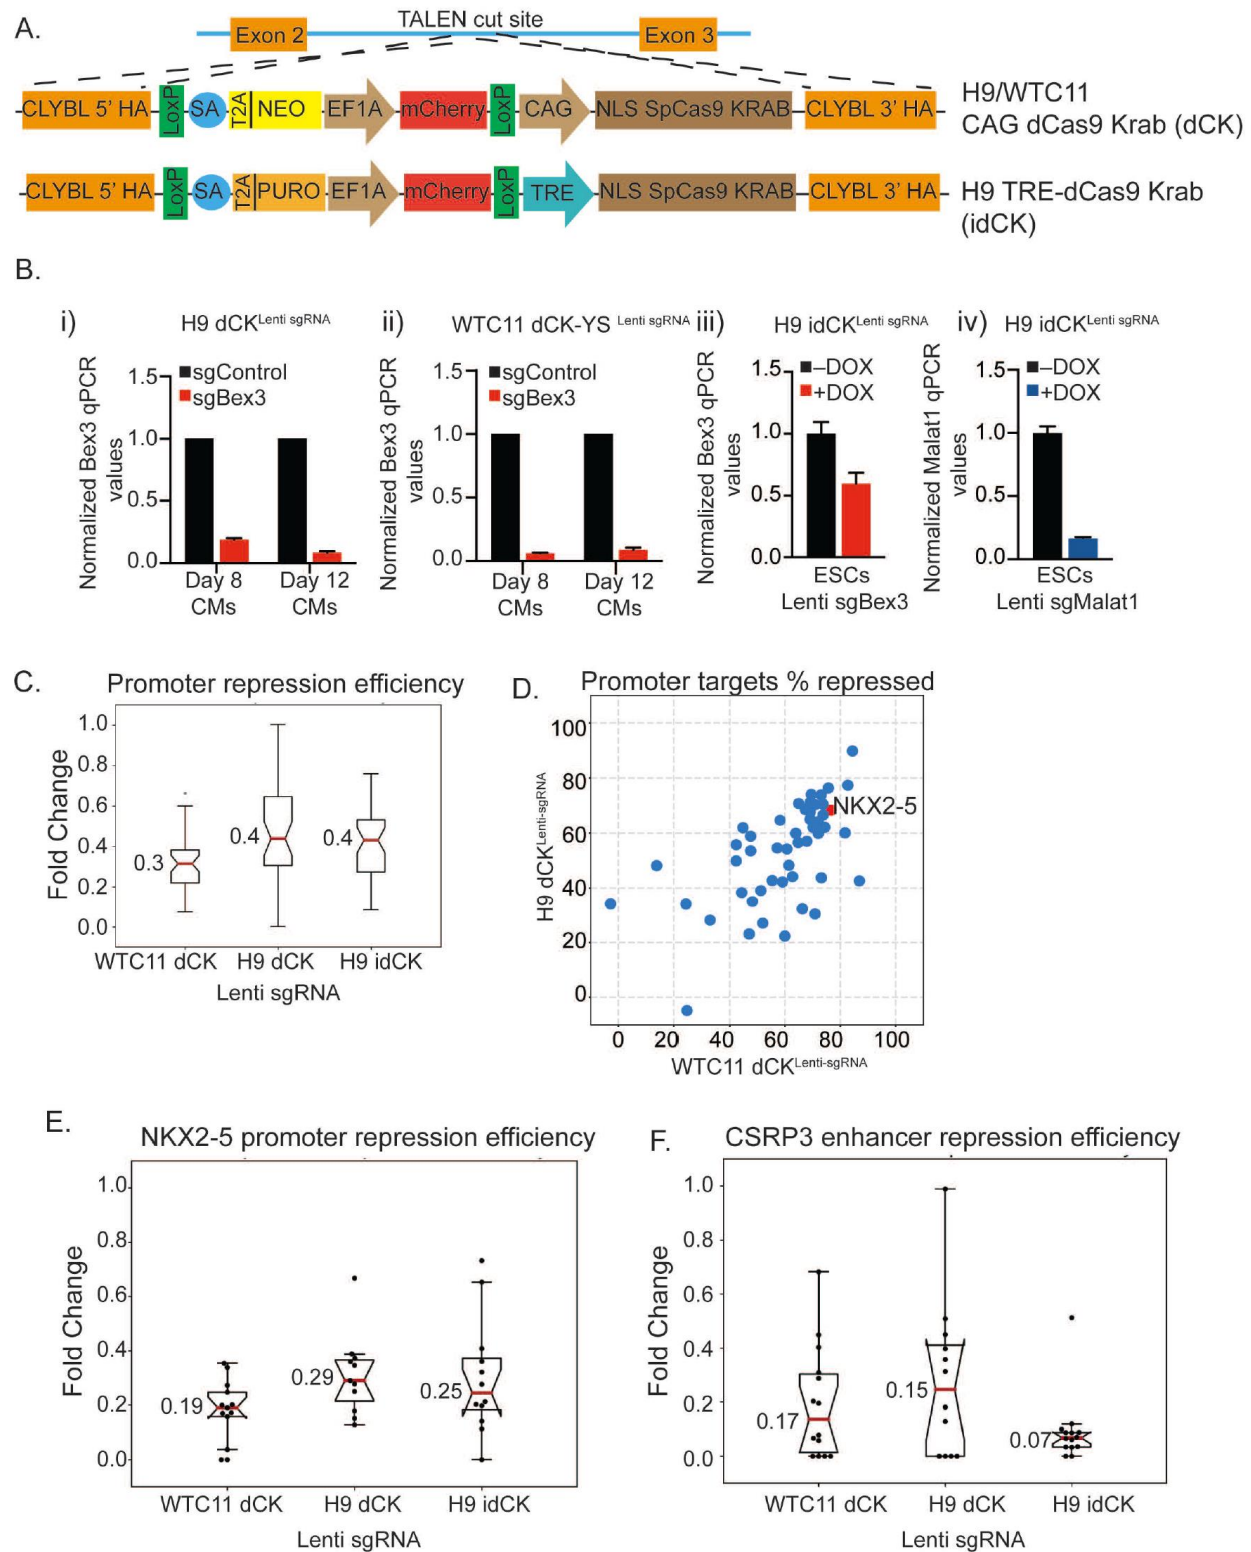 A.
TALEN cut site
Exon 2
Exon 3
CLYBL 5' HA
LoxP
SA
T2A
NEO
EF1A
mCherry
LoxP
CAG
NLS SpCas9 KRAB
CLYBL 3' HA
H9/WTC11
CAG dCas9 Krab (dCK)
CLYBL 5' HA
LoxP
SA
T2A
PURO
EF1A
mCherry
LoxP
TRE
NLS SpCas9 KRAB
CLYBL 3' HA
H9 TRE-dCas9 Krab
(idCK)
B.
i)
H9 dCK Lenti sgRNA
Normalized Bex3 qPCR
values
sgControl
sgBex3
1.5
1.0
0.5
0.0
Day 8
CMs
Day 12
CMs
ii)
WTC11 dCK-YS Lenti sgRNA
Normalized Bex3 qPCR
values
sgControl
sgBex3
1.5
1.0
0.5
0.0
Day 8
CMs
Day 12
CMs
iii)
H9 idCK Lenti sgRNA
Normalized Bex3 qPCR
values
–DOX
+DOX
1.5
1.0
0.5
0.0
ESCs
Lenti sgBex3
iv)
H9 idCK Lenti sgRNA
Normalized Malat1 qPCR
values
–DOX
+DOX
1.5
1.0
0.5
0.0
ESCs
Lenti sgMalat1
C.
Promoter repression efficiency
Fold Change
1.0
0.8
0.6
0.4
0.2
0.0
0.3
0.4
0.4
WTC11 dCK
H9 dCK
H9 idCK
Lenti sgRNA
D.
Promoter targets % repressed
H9 dCK Lenti-sgRNA
100
80
60
40
20
0
NKX2-5
0
20
40
60
80
100
WTC11 dCK Lenti-sgRNA
E.
NKX2-5 promoter repression efficiency
Fold Change
1.0
0.8
0.6
0.4
0.2
0.0
0.19
0.29
0.25
WTC11 dCK
H9 dCK
H9 idCK
Lenti sgRNA
F.
CSRP3 enhancer repression efficiency
Fold Change
1.0
0.8
0.6
0.4
0.2
0.0
0.17
0.15
0.07
WTC11 dCK
H9 dCK
H9 idCK
Lenti sgRNA